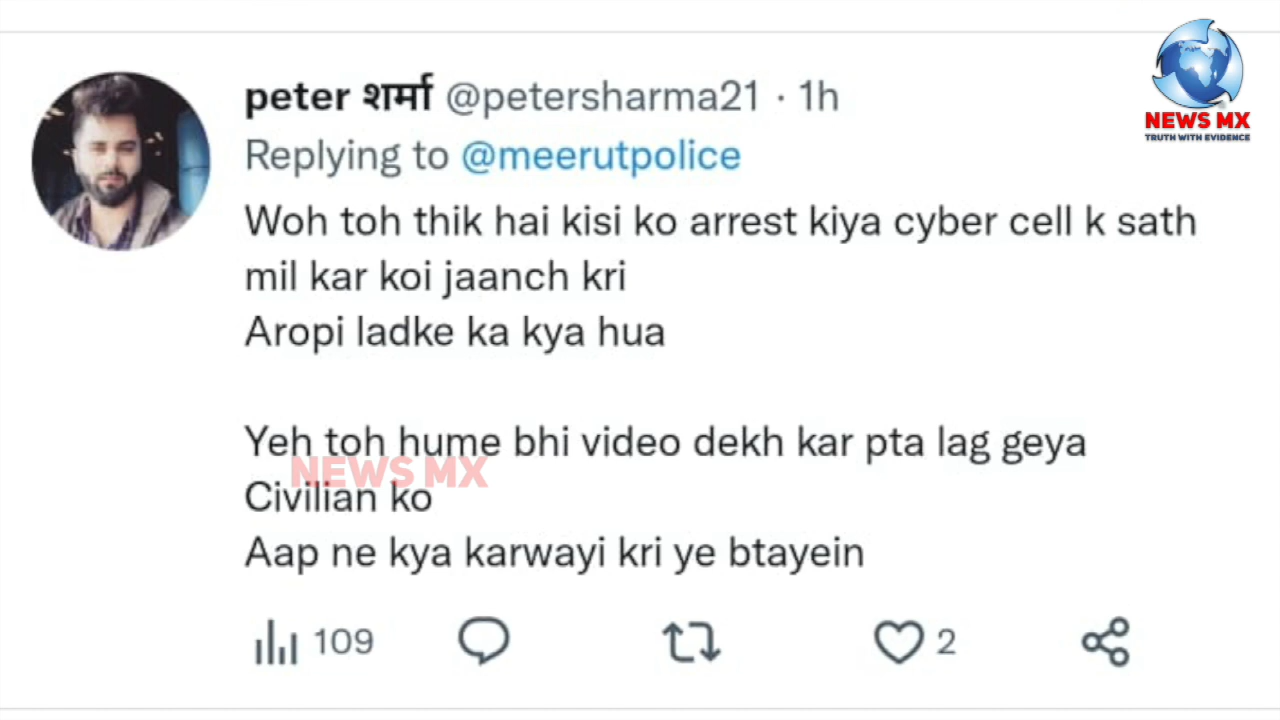 NEWS MX
TRUTH WITH EVIDENCE
peter शर्मा @petersharma21 · 1h
Replying to @meerutpolice
Woh toh thik hai kisi ko arrest kiya cyber cell k sath
mil kar koi jaanch kri
Aropi ladke ka kya hua
Yeh toh hume bhi video dekh kar pta lag geya
NEWS MX
Civilian ko
Aap ne kya karwayi kri ye btayein
109 2